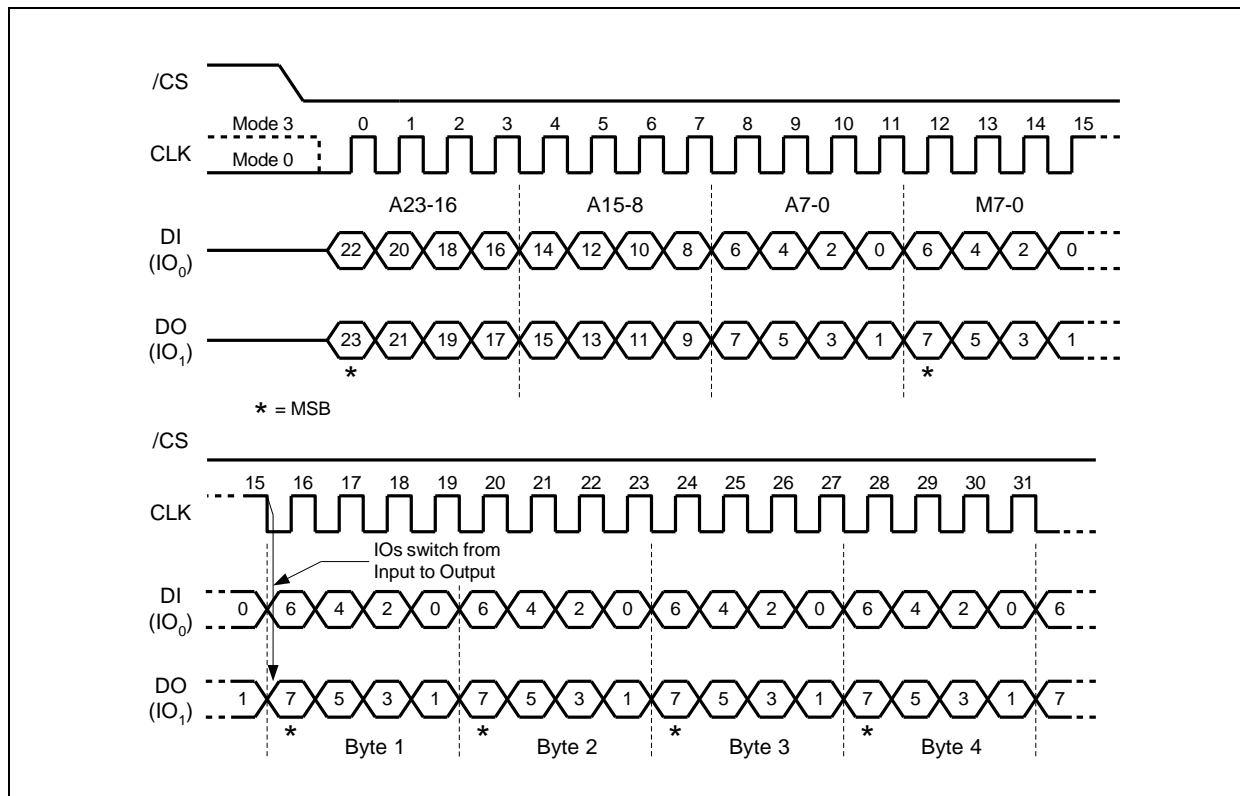 /CS
Mode 3 0 1 2 3 4 5 6 7 8 9 10 11 12 13 14 15
CLK
Mode 0
A23-16 A15-8 A7-0 M7-0
DI
(IO0) 22 20 18 16 14 12 10 8 6 4 2 0 6 4 2 0
DO
(IO1) 23 21 19 17 15 13 11 9 7 5 3 1 7 5 3 1
* *
* = MSB
/CS
15 16 17 18 19 20 21 22 23 24 25 26 27 28 29 30 31
CLK
IOs switch from
Input to Output
DI
(IO0) 0 6 4 2 0 6 4 2 0 6 4 2 0 6 4 2 0 6
DO
(IO1) 1 7 5 3 1 7 5 3 1 7 5 3 1 7 5 3 1 7
* * * *
Byte 1 Byte 2 Byte 3 Byte 4